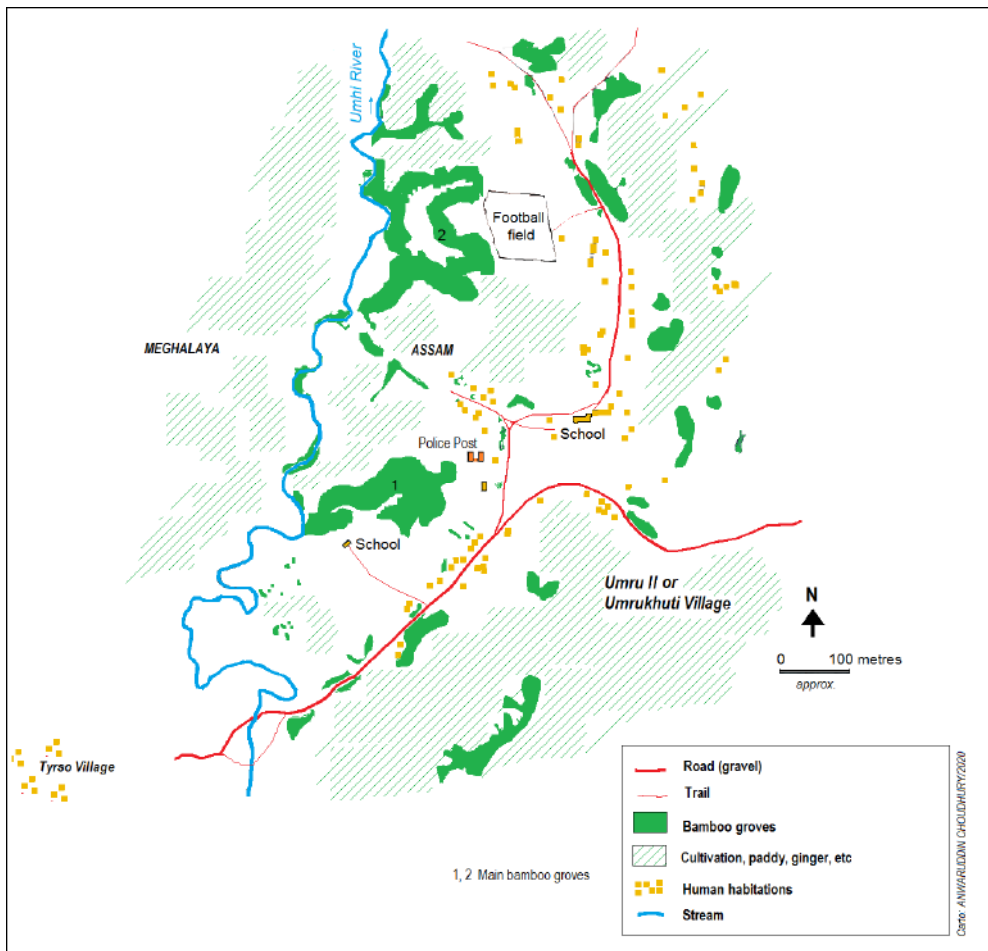 Umhi River
Football
field
2
MEGHALAYA
ASSAM
School
Police Post
1
School
Umru II or
Umrukhuti Village
N
0 100 metres
approx.
Tyrso Village
Road (gravel)
Trail
Bamboo groves
Cultivation, paddy, ginger, etc
Human habitations
Stream
1, 2 Main bamboo groves
Carto: ANWARUDDIN CHOUDHURY/2020